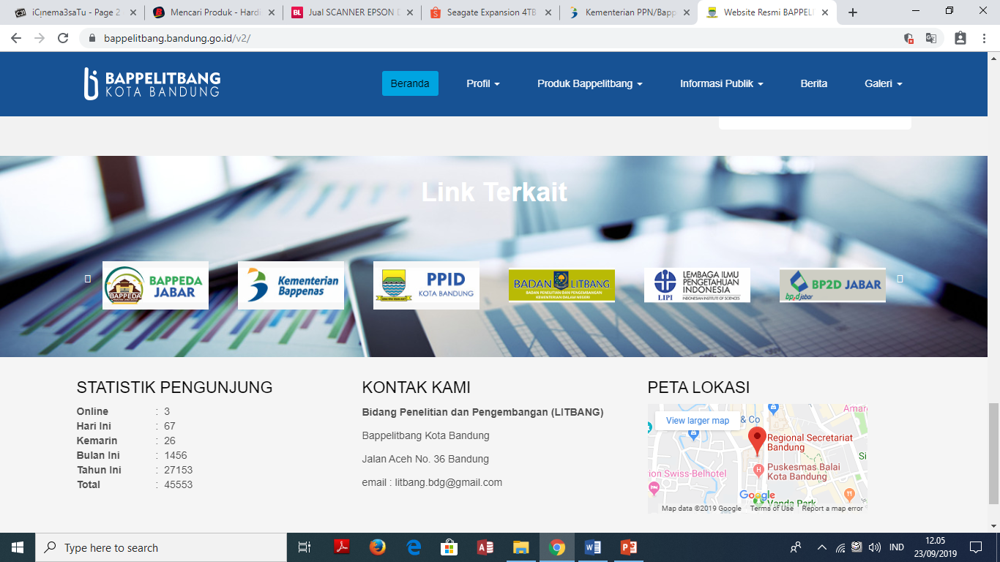 iCinema3saTu - Page 2
Mencari Produk - Hardi
Jual SCANNER EPSON D
Seagate Expansion 4TB
Kementerian PPN/Bapp
Website Resmi BAPPELI
bappelitbang.bandung.go.id/v2/
BAPPELITBANG
KOTA BANDUNG
Beranda
Profil
Produk Bappelitbang
Informasi Publik
Berita
Galeri
Link Terkait
BAPPEDA
JABAR
BAPPEDA
Kementerian
Bappenas
PPID
KOTA BANDUNG
BADAN LITBANG
BADAN PENELITIAN DAN PENGEMBANGAN
KEMENTERIAN DALAM NEGERI
LIPI
LEMBAGA ILMU
PENGETAHUAN
INDONESIA
INDONESIAN INSTITUTE OF SCIENCES
BP2D JABAR
bp2d jabar
STATISTIK PENGUNJUNG
Online : 3
Hari Ini : 67
Kemarin : 26
Bulan Ini : 1456
Tahun Ini : 27153
Total : 45553
KONTAK KAMI
Bidang Penelitian dan Pengembangan (LITBANG)
Bappelitbang Kota Bandung
Jalan Aceh No. 36 Bandung
email : litbang.bdg@gmail.com
PETA LOKASI
View larger map
& Co
Amar
Regional Secretariat
Bandung
Si
Puskesmas Balai
Kota Bandung
ion Swiss-Belhotel
Google
Vanda Park
Map data ©2019 Google
Terms of Use
Report a map error
Type here to search
IND
12.05
23/09/2019